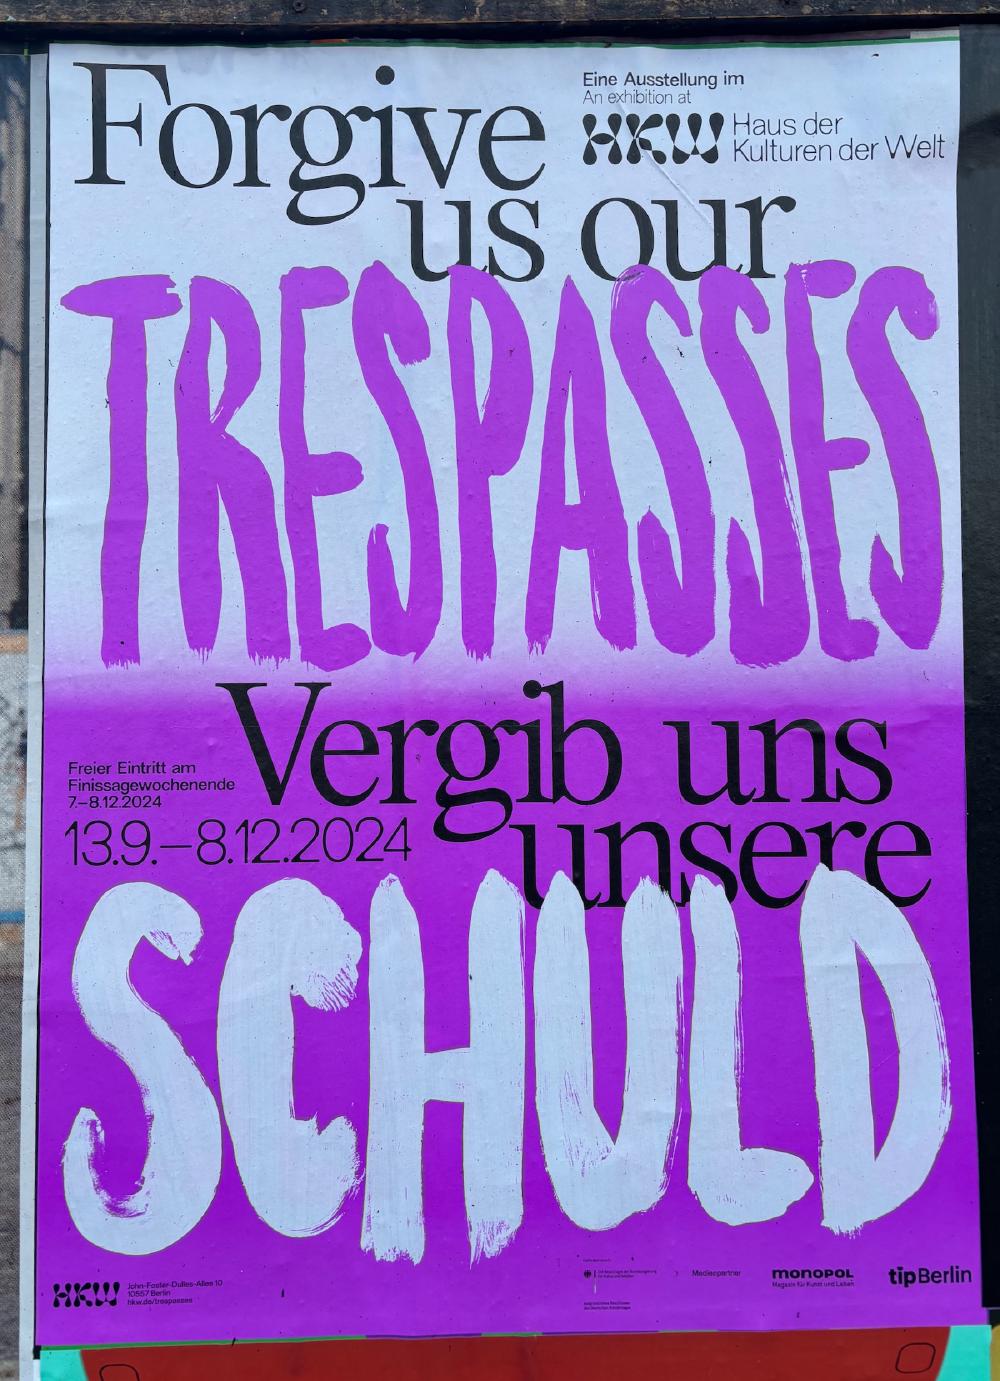 Forgive
us our
TRESPASSES
Eine Ausstellung im
An exhibition at
HKW Haus der
Kulturen der Welt
Vergib uns
unsere
SCHULD
Freier Eintritt am
Finissagewochenende
7.–8.12.2024
13.9.–8.12.2024
HKW
John-Foster-Dulles-Allee 10
10557 Berlin
hkw.de/trespasses
Medienpartner
monopol
Magazin für Kunst und Leben
tipBerlin